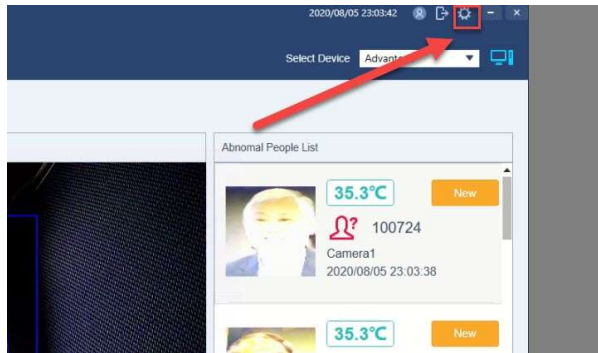 2020/08/05 23:03:42
Select Device
Abnomal People List
35.3°C
New
100724
Camera1
2020/08/05 23:03:38
35.3°C
New